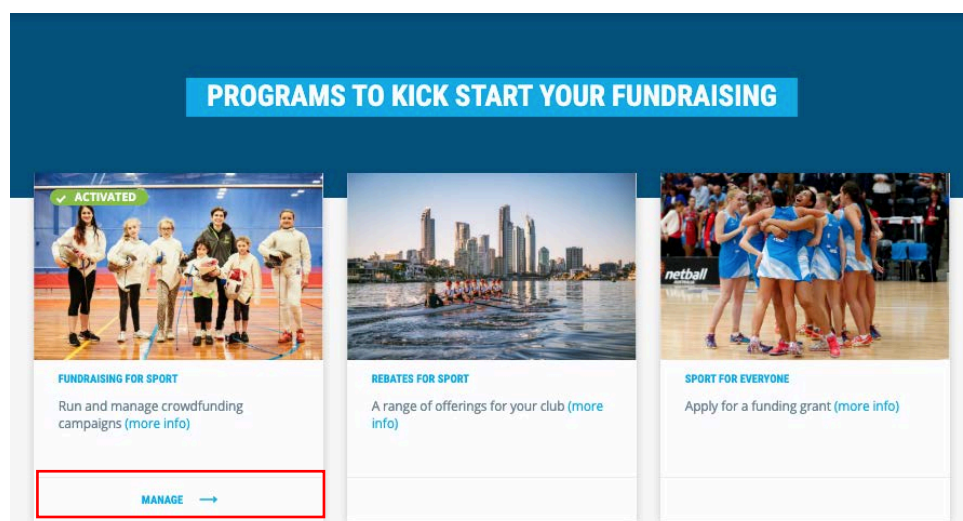 PROGRAMS TO KICK START YOUR FUNDRAISING
ACTIVATED
netball
FUNDRAISING FOR SPORT
Run and manage crowdfunding
campaigns (more info)
MANAGE
REBATES FOR SPORT
A range of offerings for your club (more
info)
SPORT FOR EVERYONE
Apply for a funding grant (more info)